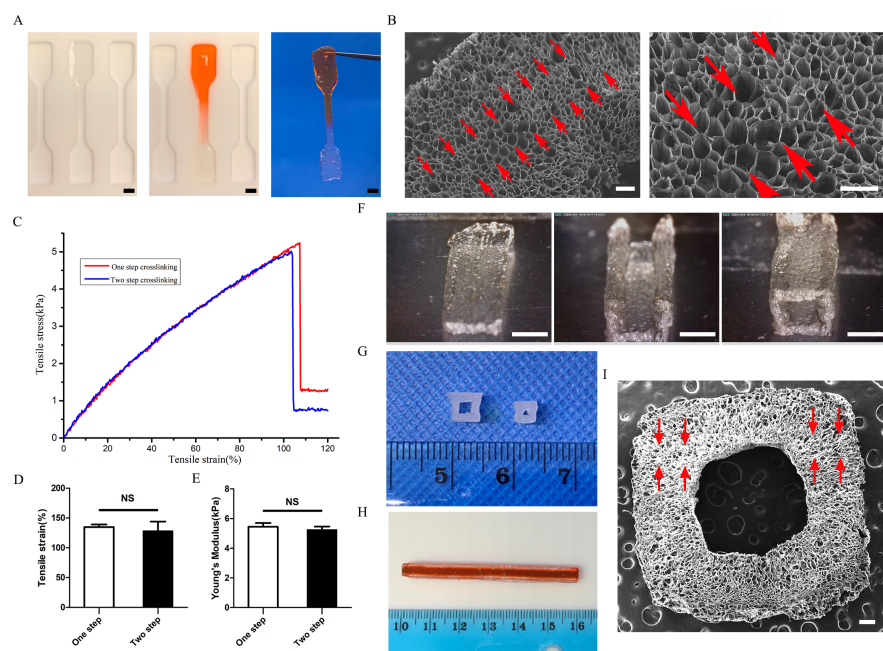 A
B
C
Tensile stress(kPa)
6
5
4
3
2
1
0
0
20
40
60
80
100
120
Tensile strain(%)
One step crosslinking
Two step crosslinking
D
Tensile strain(%)
200
150
100
50
0
NS
One step
Two step
E
Young's Modulus(kPa)
8
6
4
2
0
NS
One step
Two step
F
G
5
6
7
H
10
11
12
13
14
15
16
I